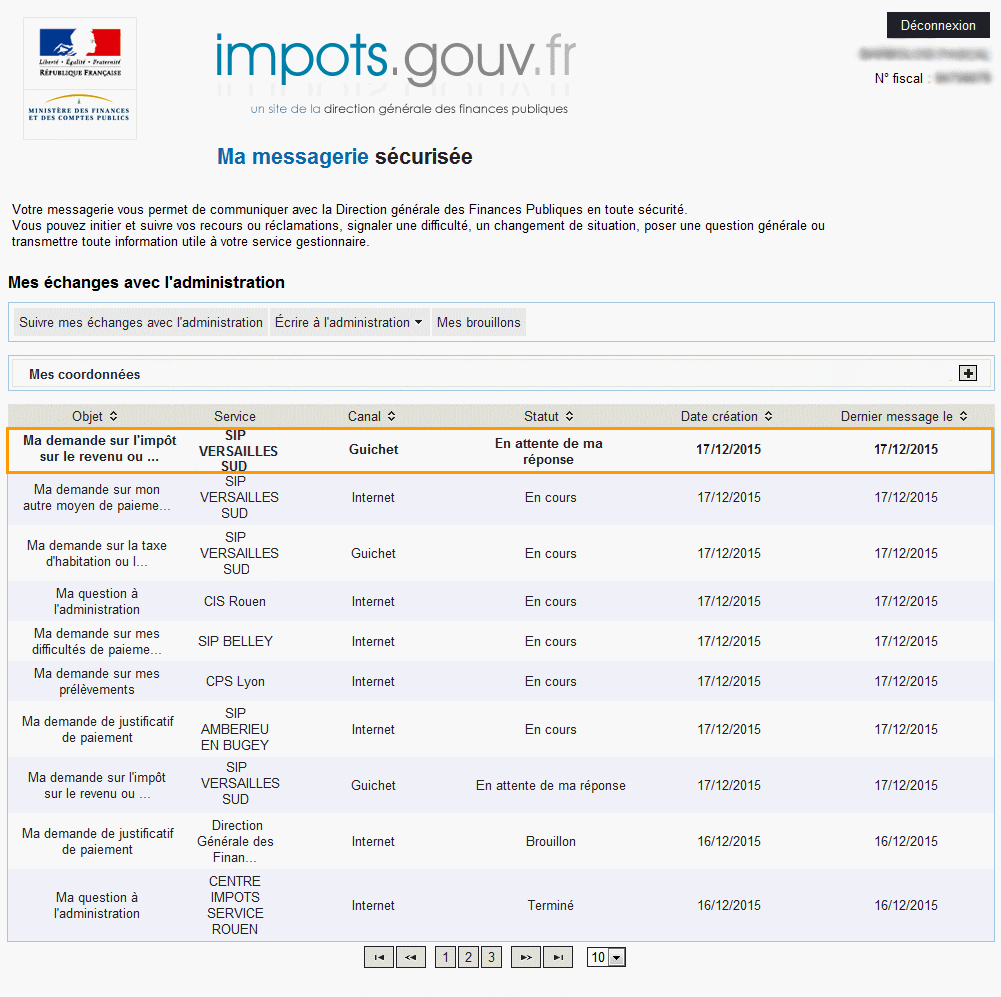 Liberté • Égalité • Fraternité
RÉPUBLIQUE FRANÇAISE
MINISTÈRE DES FINANCES
ET DES COMPTES PUBLICS
impots.gouv.fr
un site de la direction générale des finances publiques
Déconnexion
N° fiscal :
Ma messagerie sécurisée
Votre messagerie vous permet de communiquer avec la Direction générale des Finances Publiques en toute sécurité.
Vous pouvez initier et suivre vos recours ou réclamations, signaler une difficulté, un changement de situation, poser une question générale ou
transmettre toute information utile à votre service gestionnaire.
Mes échanges avec l'administration
Suivre mes échanges avec l'administration Écrire à l'administration Mes brouillons
Mes coordonnées
Objet Service Canal Statut Date création Dernier message le
Ma demande sur l'impôt
sur le revenu ou ...
SIP
VERSAILLES
SUD
Guichet
En attente de ma
réponse
17/12/2015
17/12/2015
Ma demande sur mon
autre moyen de paieme...
SIP
VERSAILLES
SUD
Internet
En cours
17/12/2015
17/12/2015
Ma demande sur la taxe
d'habitation ou l...
SIP
VERSAILLES
SUD
Guichet
En cours
17/12/2015
17/12/2015
Ma question à
l'administration
CIS Rouen
Internet
En cours
17/12/2015
17/12/2015
Ma demande sur mes
difficultés de paieme...
SIP BELLEY
Internet
En cours
17/12/2015
17/12/2015
Ma demande sur mes
prélèvements
CPS Lyon
Internet
En cours
17/12/2015
17/12/2015
Ma demande de justificatif
de paiement
SIP
AMBERIEU
EN BUGEY
Internet
En cours
17/12/2015
17/12/2015
Ma demande sur l'impôt
sur le revenu ou ...
SIP
VERSAILLES
SUD
Guichet
En attente de ma réponse
17/12/2015
17/12/2015
Ma demande de justificatif
de paiement
Direction
Générale des
Finan...
Internet
Brouillon
16/12/2015
16/12/2015
Ma question à
l'administration
CENTRE
IMPOTS
SERVICE
ROUEN
Internet
Terminé
16/12/2015
16/12/2015
1 2 3 10